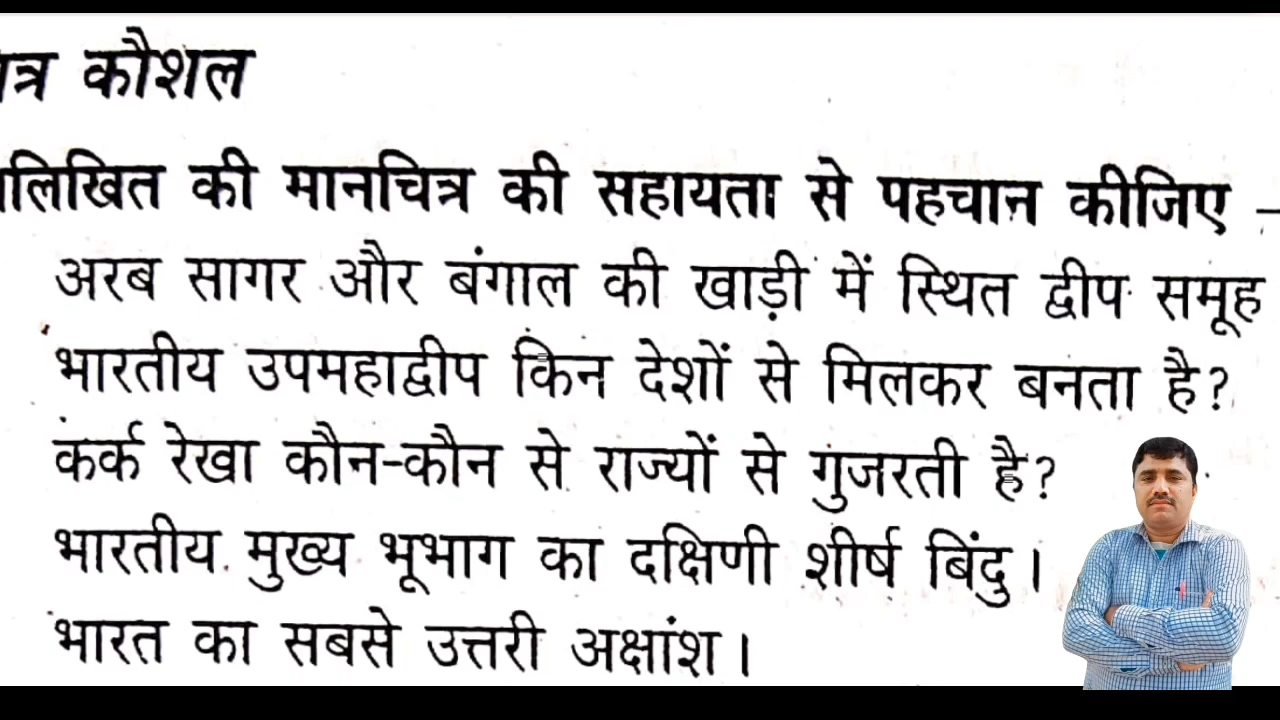 त्र कौशल
लिखित की मानचित्र की सहायता से पहचान कीजिए –
अरब सागर और बंगाल की खाड़ी में स्थित द्वीप समूह
भारतीय उपमहाद्वीप किन देशों से मिलकर बनता है?
कर्क रेखा कौन-कौन से राज्यों से गुजरती है?
भारतीय मुख्य भूभाग का दक्षिणी शीर्ष बिंदु।
भारत का सबसे उत्तरी अक्षांश।